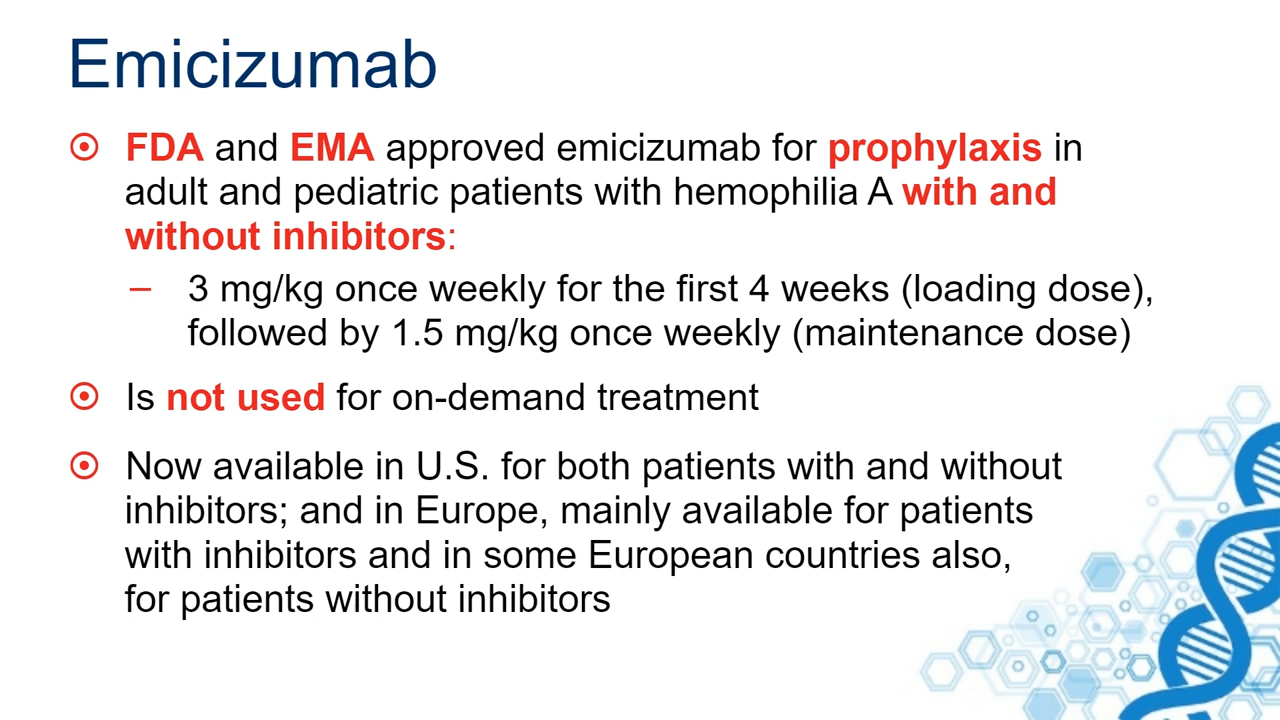 Emicizumab
FDA and EMA approved emicizumab for prophylaxis in
adult and pediatric patients with hemophilia A with and
without inhibitors:
– 3 mg/kg once weekly for the first 4 weeks (loading dose),
followed by 1.5 mg/kg once weekly (maintenance dose)
Is not used for on-demand treatment
Now available in U.S. for both patients with and without
inhibitors; and in Europe, mainly available for patients
with inhibitors and in some European countries also,
for patients without inhibitors